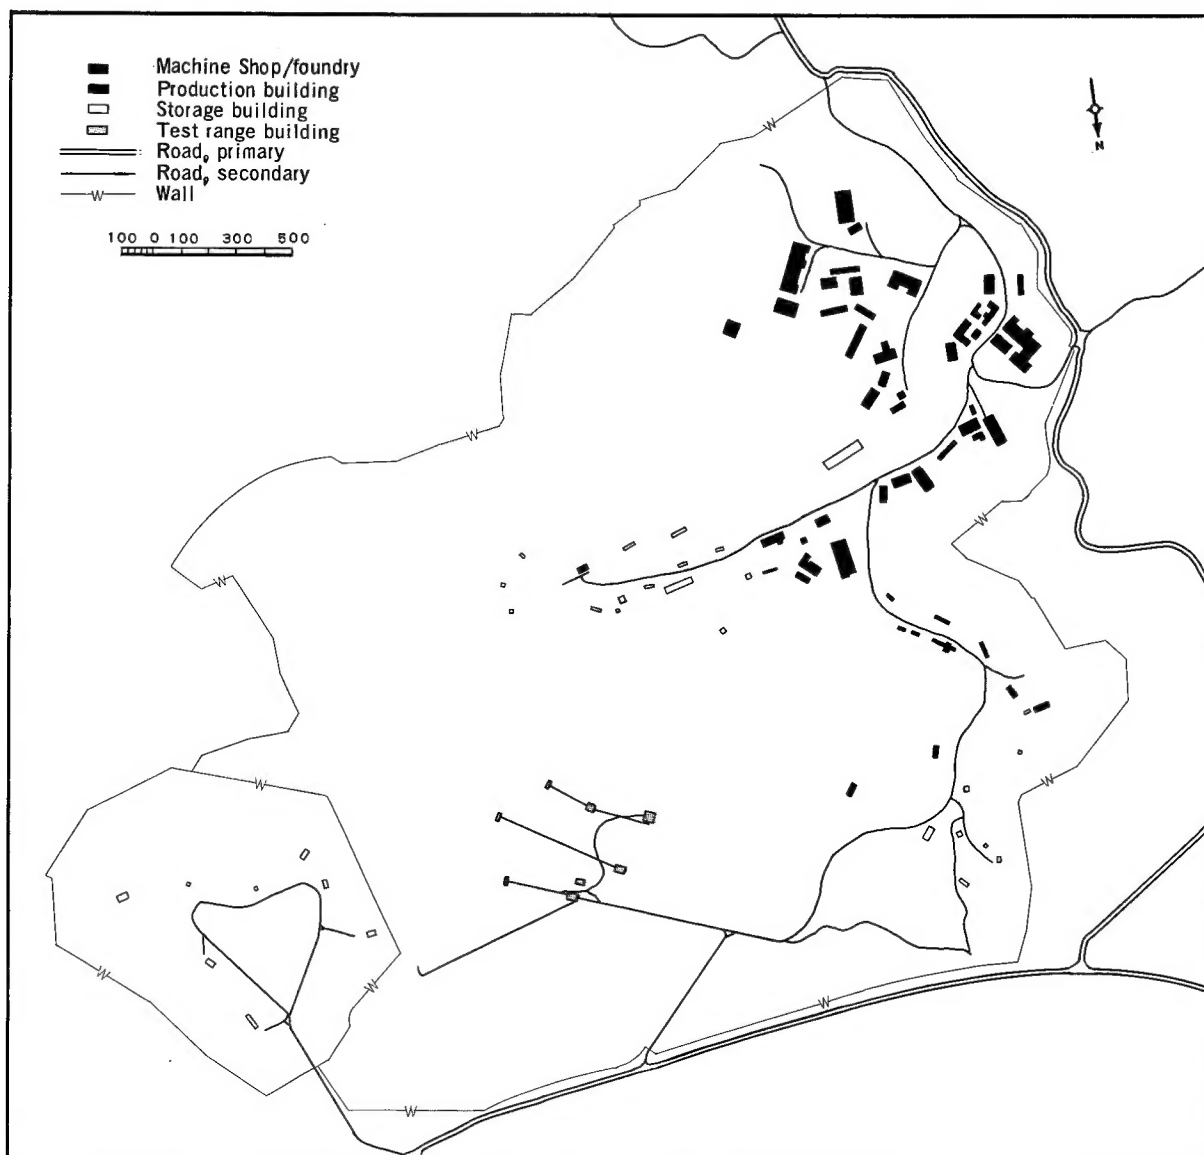 Machine Shop/foundry
Production building
Storage building
Test range building
Road, primary
Road, secondary
W
Wall
100 0 100 300 500
N
W
W
W
W
W
W
W
W
W
W